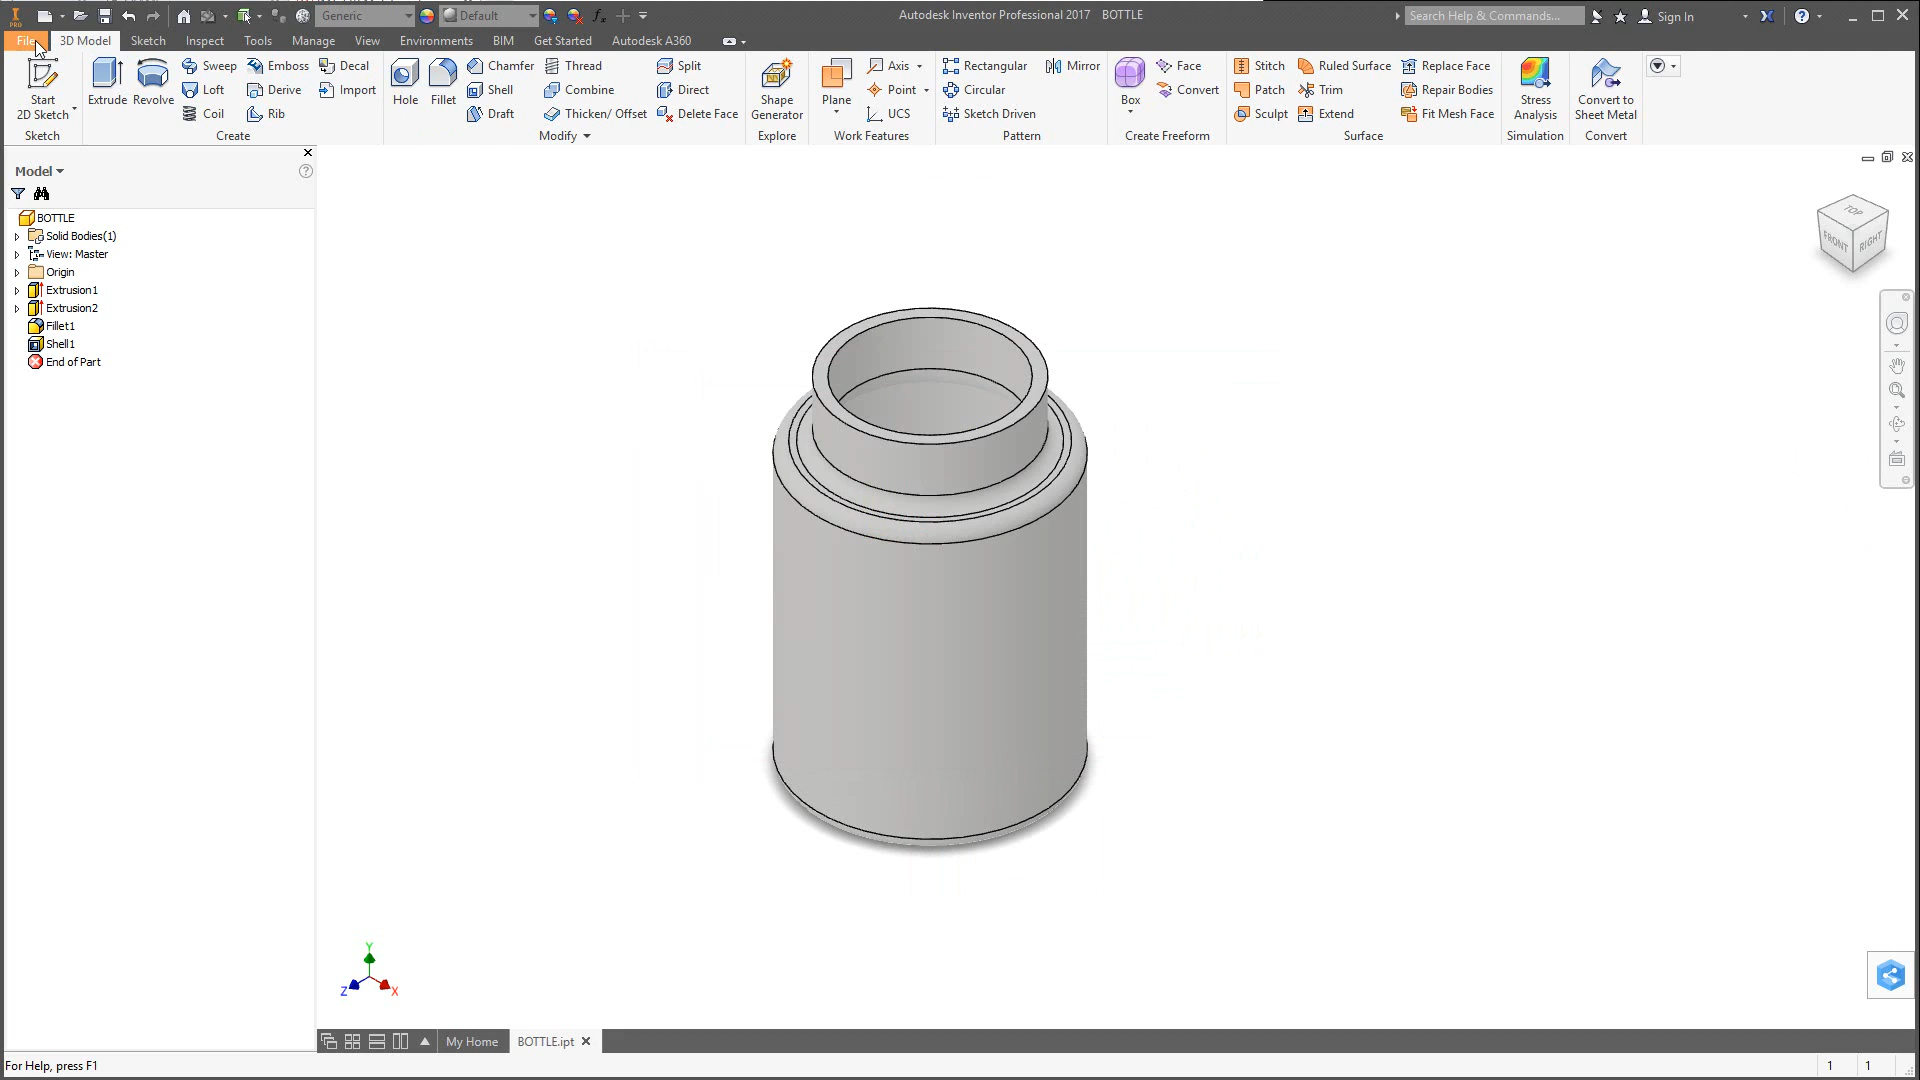 PRO Generic Default Autodesk Inventor Professional 2017 BOTTLE Search Help & Commands... Sign In
File 3D Model Sketch Inspect Tools Manage View Environments BIM Get Started Autodesk A360
Sweep Emboss Decal Chamfer Thread Split Axis Rectangular Mirror Face Stitch Ruled Surface Replace Face
Start 2D Sketch Extrude Revolve Loft Derive Import Hole Fillet Shell Combine Direct Shape Generator Plane Point Circular Box Convert Patch Trim Repair Bodies Stress Analysis Convert to Sheet Metal
Coil Rib Draft Thicken/ Offset Delete Face UCS Sketch Driven Sculpt Extend Fit Mesh Face
Sketch Create Modify Explore Work Features Pattern Create Freeform Surface Simulation Convert
Model
BOTTLE
Solid Bodies(1)
View: Master
Origin
Extrusion1
Extrusion2
Fillet1
Shell1
End of Part
TOP
FRONT RIGHT
Y
Z X
My Home BOTTLE.ipt
For Help, press F1 1 1